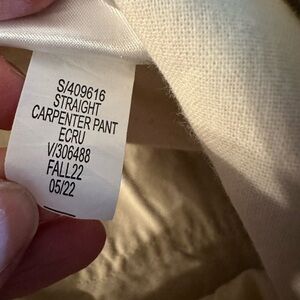 S/409616
STRAIGHT
CARPENTER PANT
ECRU
V/306488
FALL22
05/22